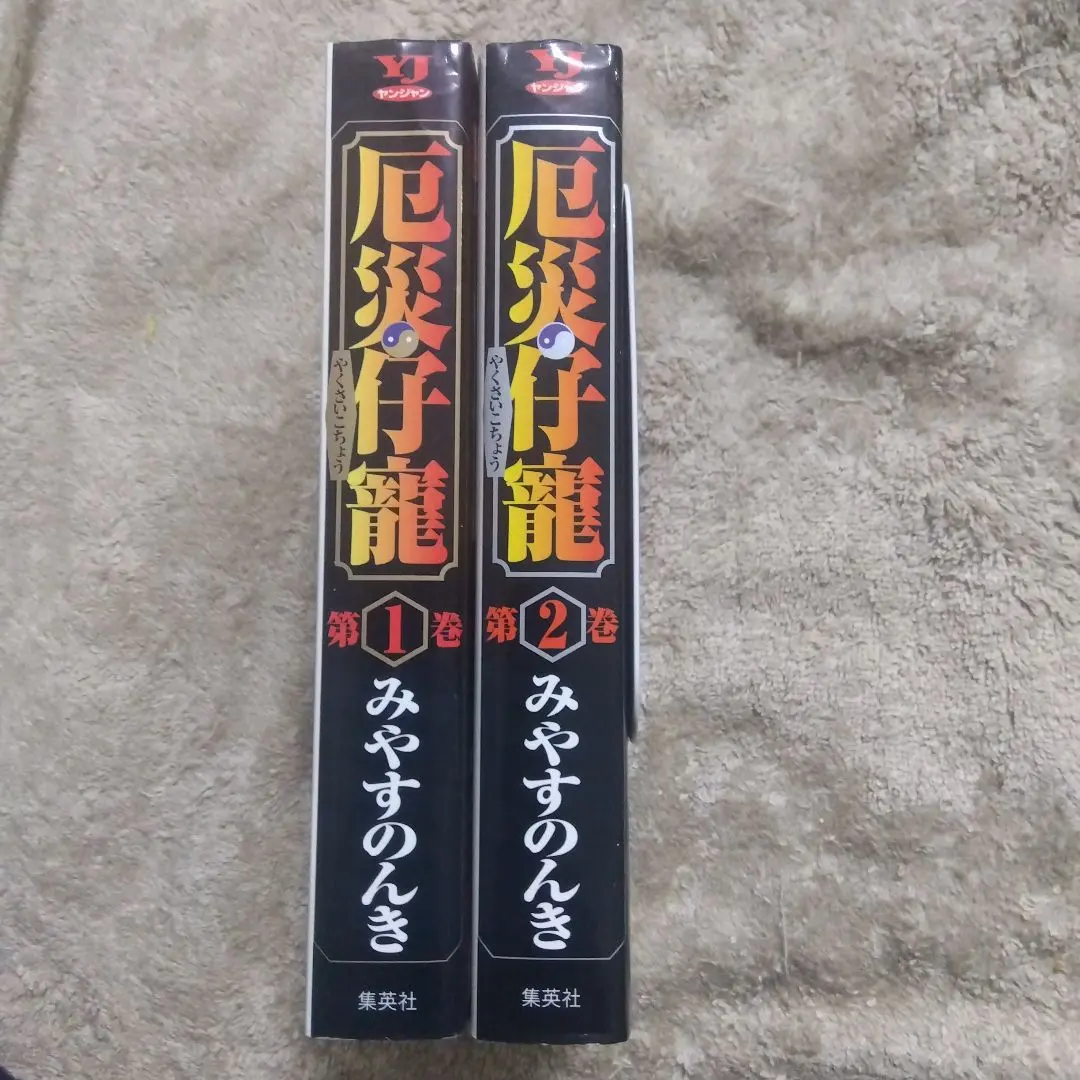 YJ
ヤンジャン
厄災仔寵
やくさいこちょう
第1巻
みやすのんき
集英社
YJ
ヤンジャン
厄災仔寵
やくさいこちょう
第2巻
みやすのんき
集英社